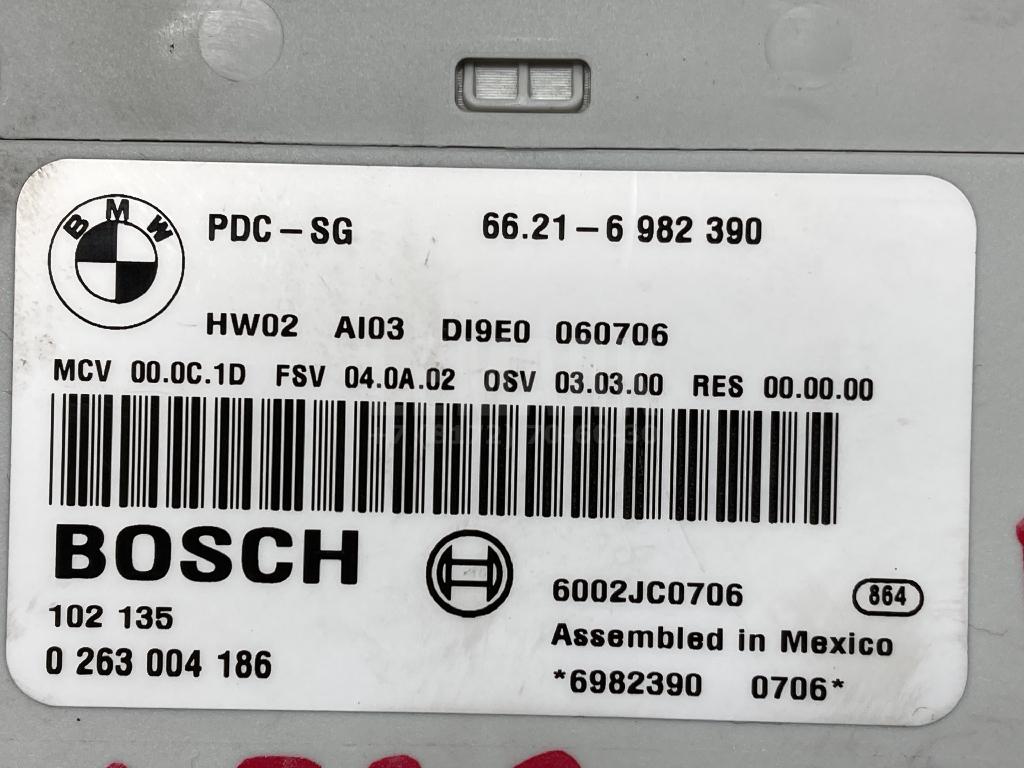 BMW
PDC-SG 66.21-6 982 390
HW02 AI03 DI9E0 060706
MCV 00.0C.1D FSV 04.0A.02 OSV 03.03.00 RES 00.00.00
BOSCH
6002JC0706 864
102 135
Assembled in Mexico
0 263 004 186
*6982390 0706*